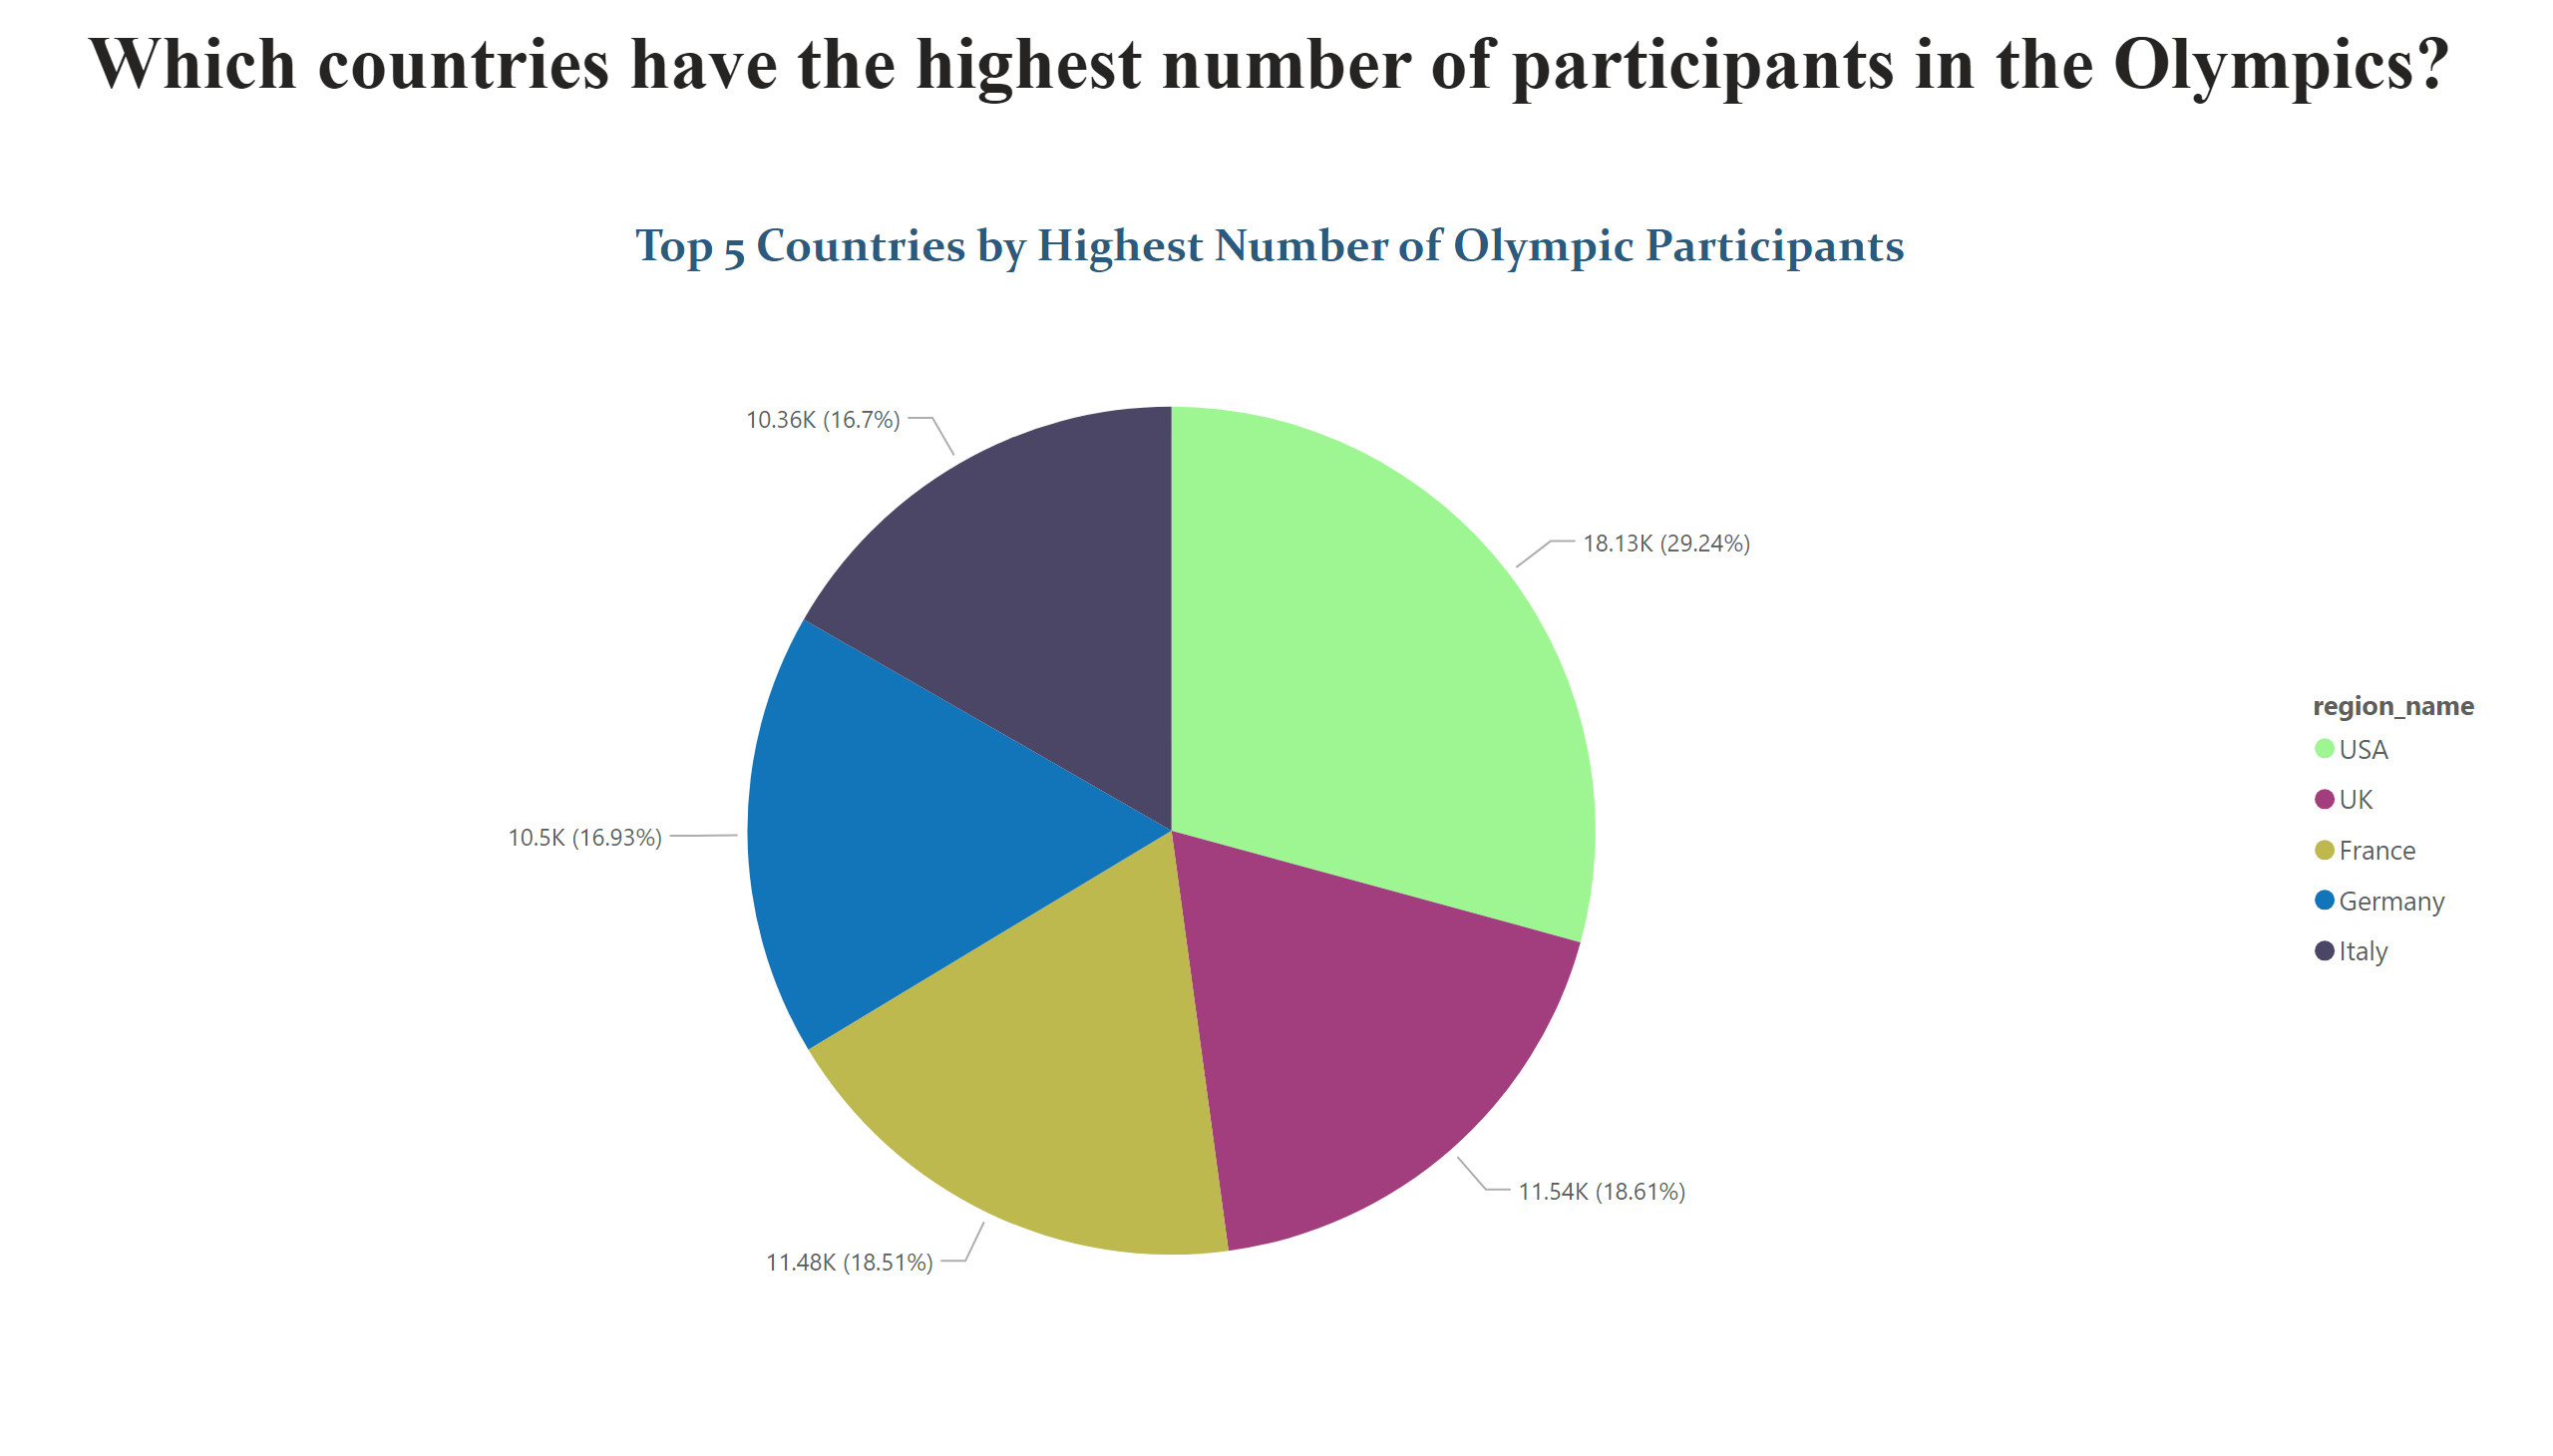 Which countries have the highest number of participants in the Olympics?
Top 5 Countries by Highest Number of Olympic Participants
10.36K (16.7%)
18.13K (29.24%)
10.5K (16.93%)
11.54K (18.61%)
11.48K (18.51%)
region_name
USA
UK
France
Germany
Italy